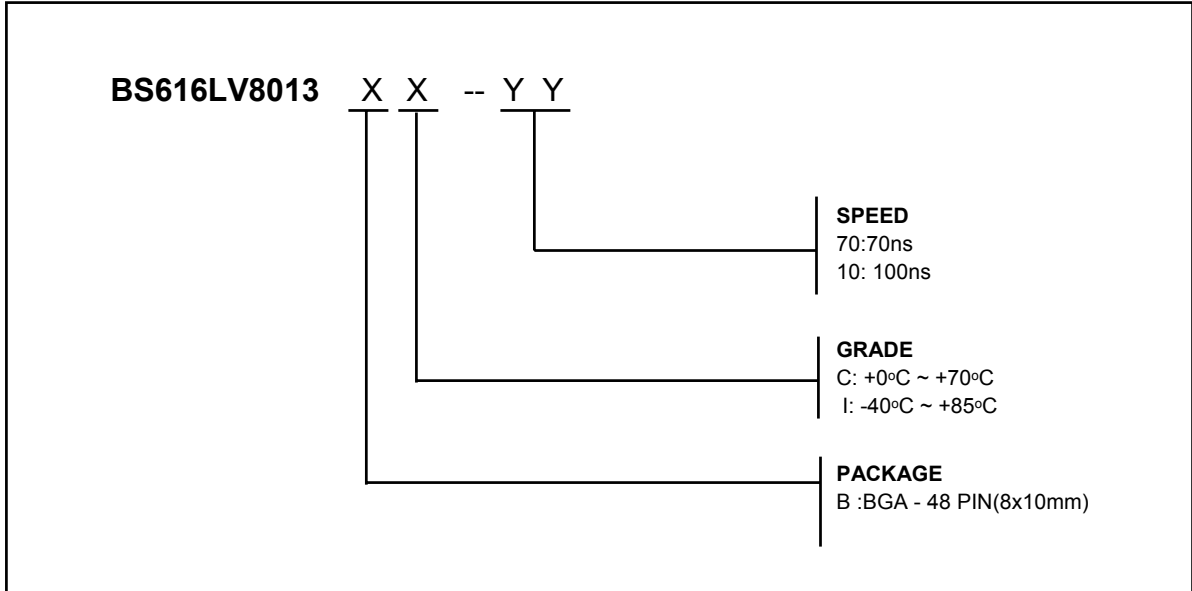 BS616LV8013 X X -- Y Y
SPEED
70:70ns
10: 100ns
GRADE
C: +0oC ~ +70oC
I: -40oC ~ +85oC
PACKAGE
B :BGA - 48 PIN(8x10mm)